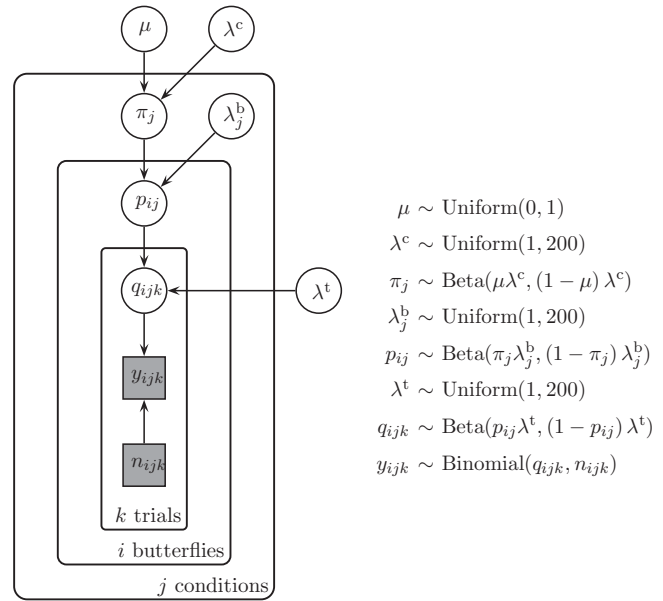 μ
λᶜ
πⱼ
λⱼᵇ
pᵢⱼ
qᵢⱼₖ
λᵗ
yᵢⱼₖ
nᵢⱼₖ
k trials
i butterflies
j conditions
μ ∼ Uniform(0, 1)
λᶜ ∼ Uniform(1, 200)
πⱼ ∼ Beta(μλᶜ, (1 − μ) λᶜ)
λⱼᵇ ∼ Uniform(1, 200)
pᵢⱼ ∼ Beta(πⱼλⱼᵇ, (1 − πⱼ) λⱼᵇ)
λᵗ ∼ Uniform(1, 200)
qᵢⱼₖ ∼ Beta(pᵢⱼλᵗ, (1 − pᵢⱼ) λᵗ)
yᵢⱼₖ ∼ Binomial(qᵢⱼₖ, nᵢⱼₖ)